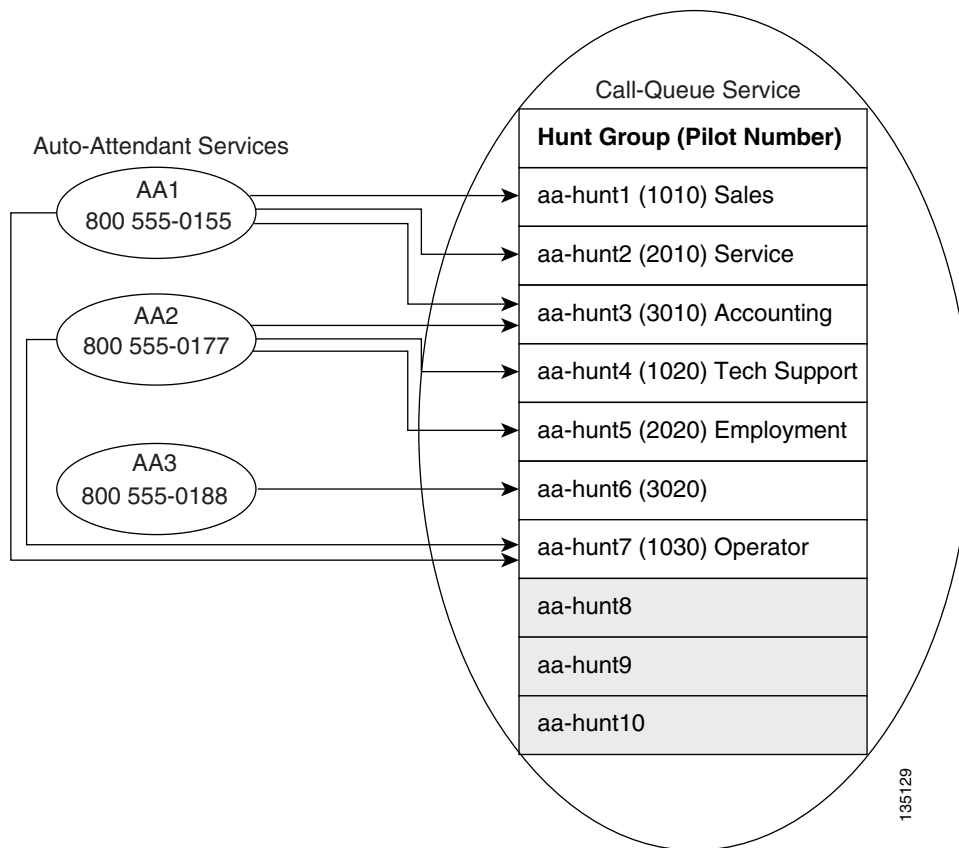 Call-Queue Service
Hunt Group (Pilot Number)
Auto-Attendant Services
AA1
800 555-0155
aa-hunt1 (1010) Sales
aa-hunt2 (2010) Service
AA2
800 555-0177
aa-hunt3 (3010) Accounting
aa-hunt4 (1020) Tech Support
aa-hunt5 (2020) Employment
AA3
800 555-0188
aa-hunt6 (3020)
aa-hunt7 (1030) Operator
aa-hunt8
aa-hunt9
aa-hunt10
135129